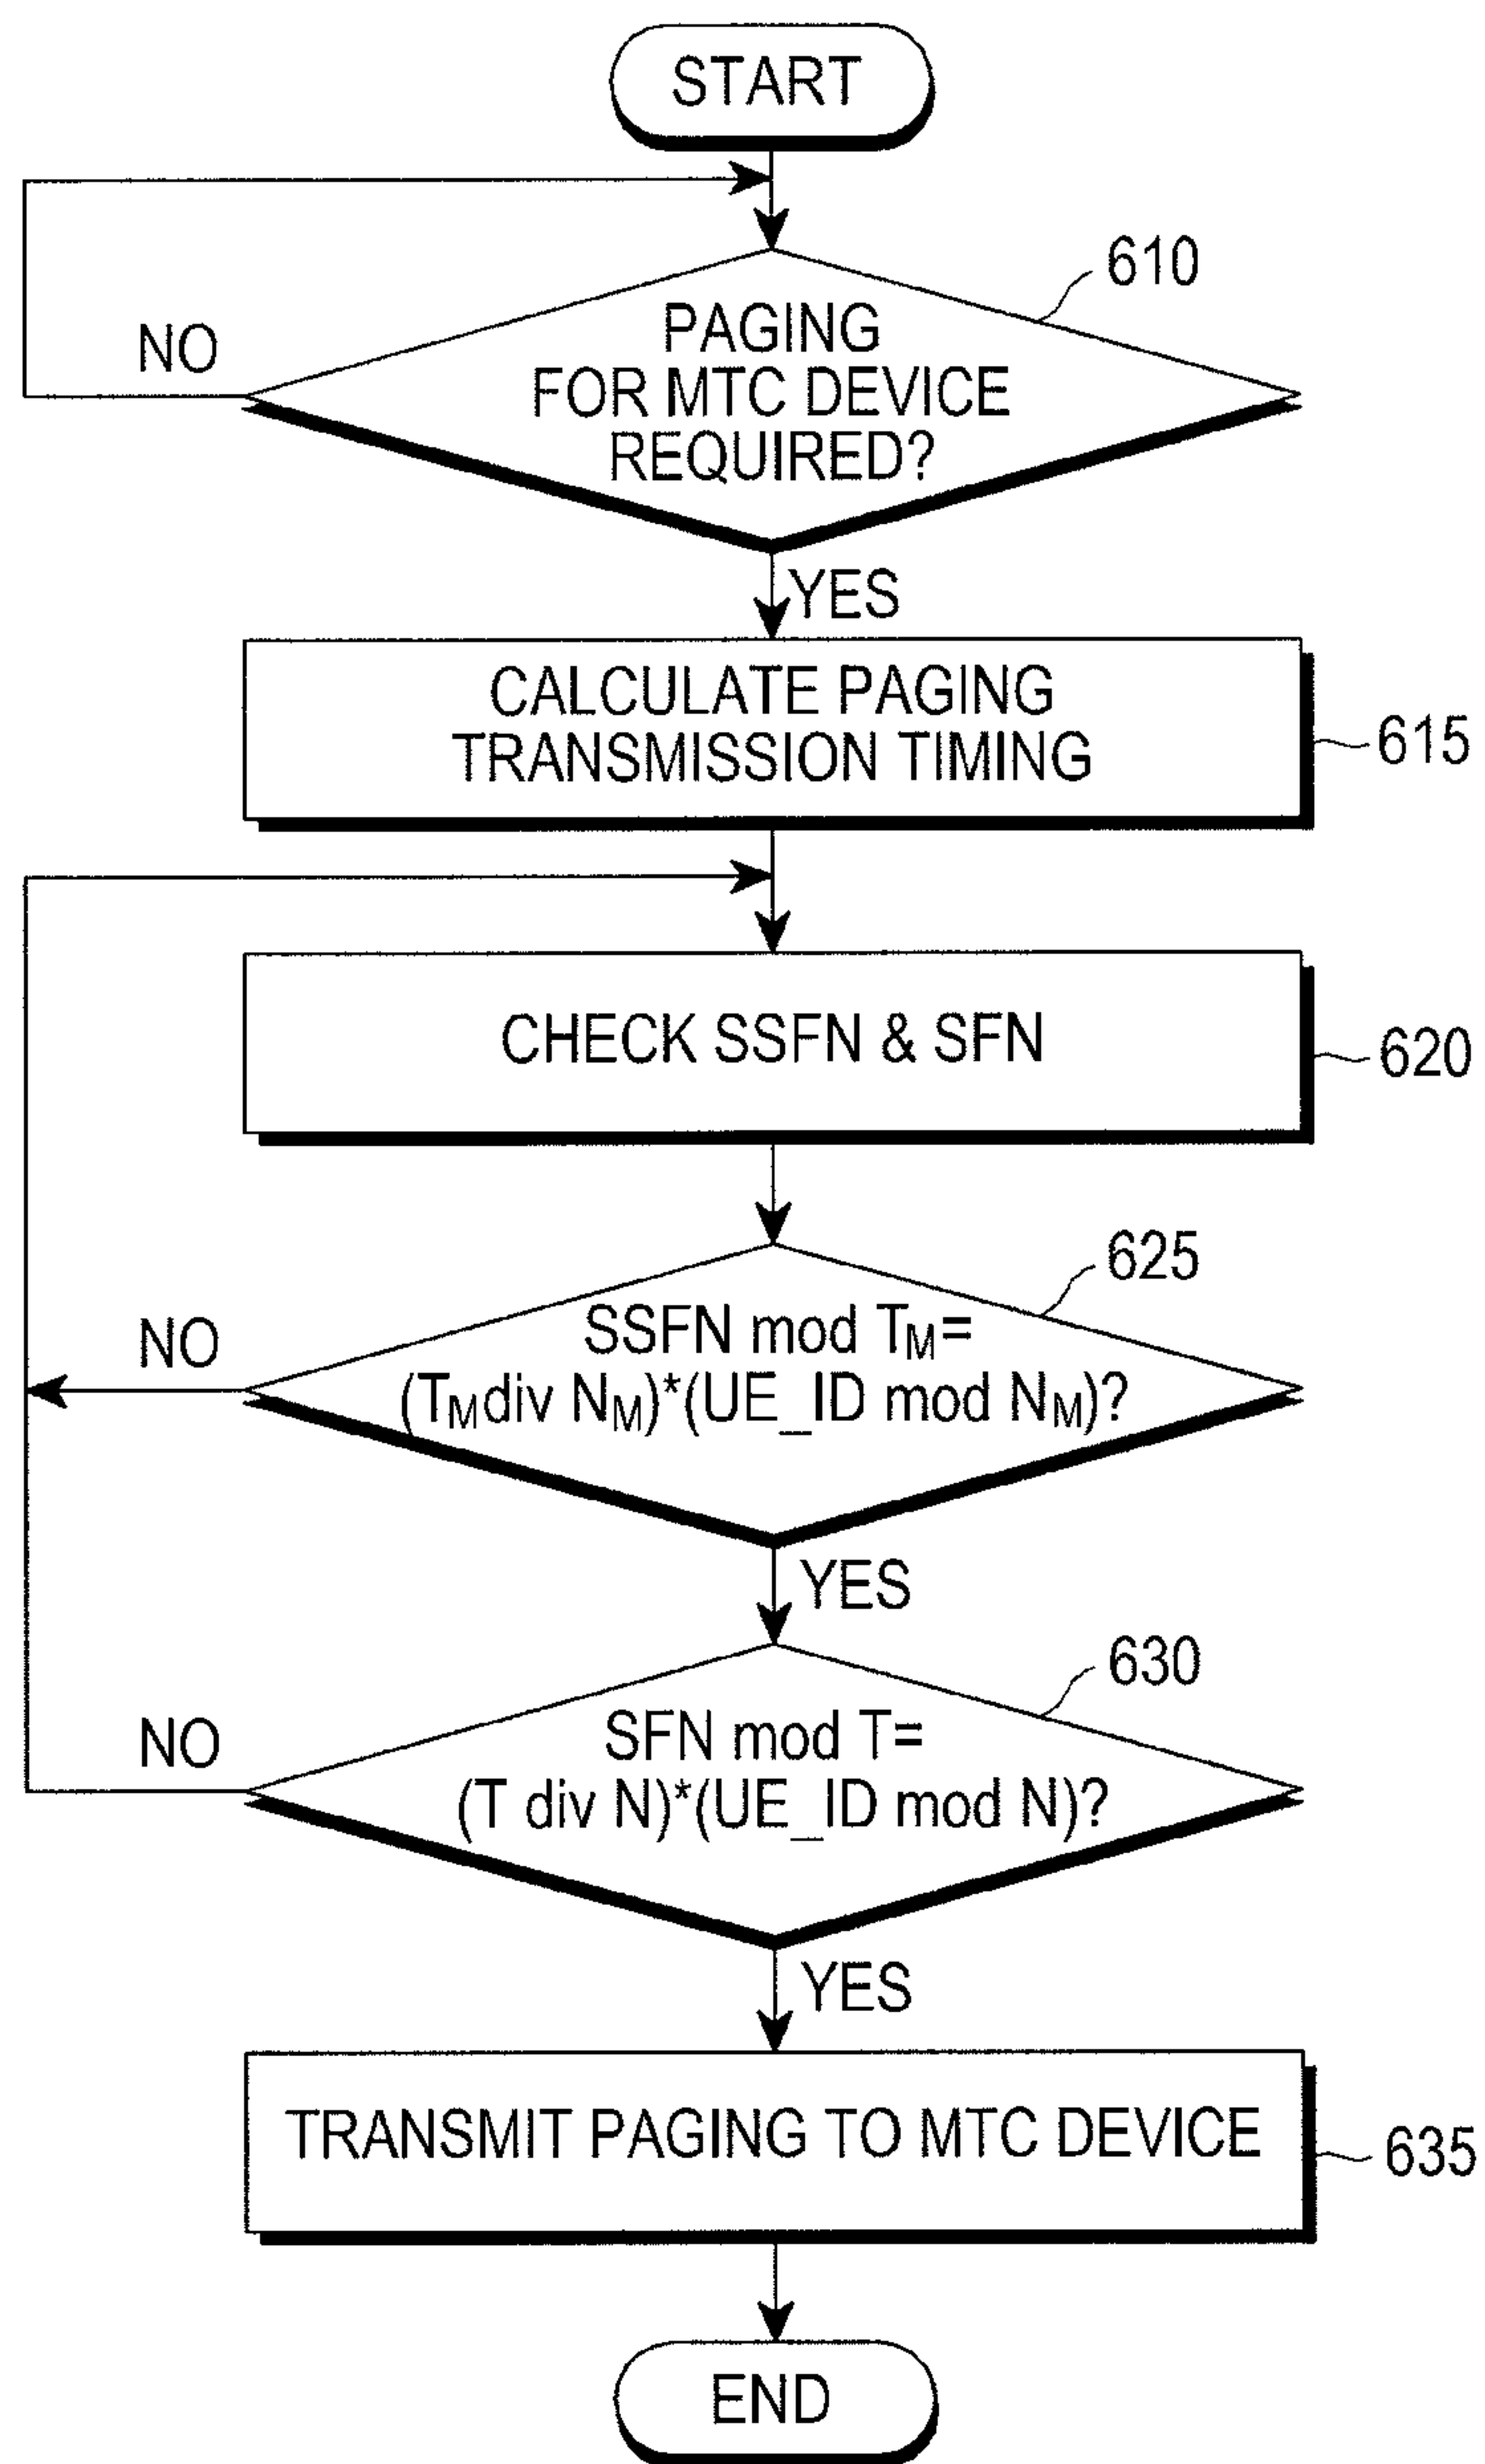 START
610
NO
PAGING
FOR MTC DEVICE
REQUIRED?
YES
CALCULATE PAGING
TRANSMISSION TIMING
615
CHECK SSFN & SFN
620
625
NO
SSFN mod TM=
(TMdiv NM)*(UE_ID mod NM)?
YES
630
NO
SFN mod T=
(T div N)*(UE_ID mod N)?
YES
TRANSMIT PAGING TO MTC DEVICE
635
END